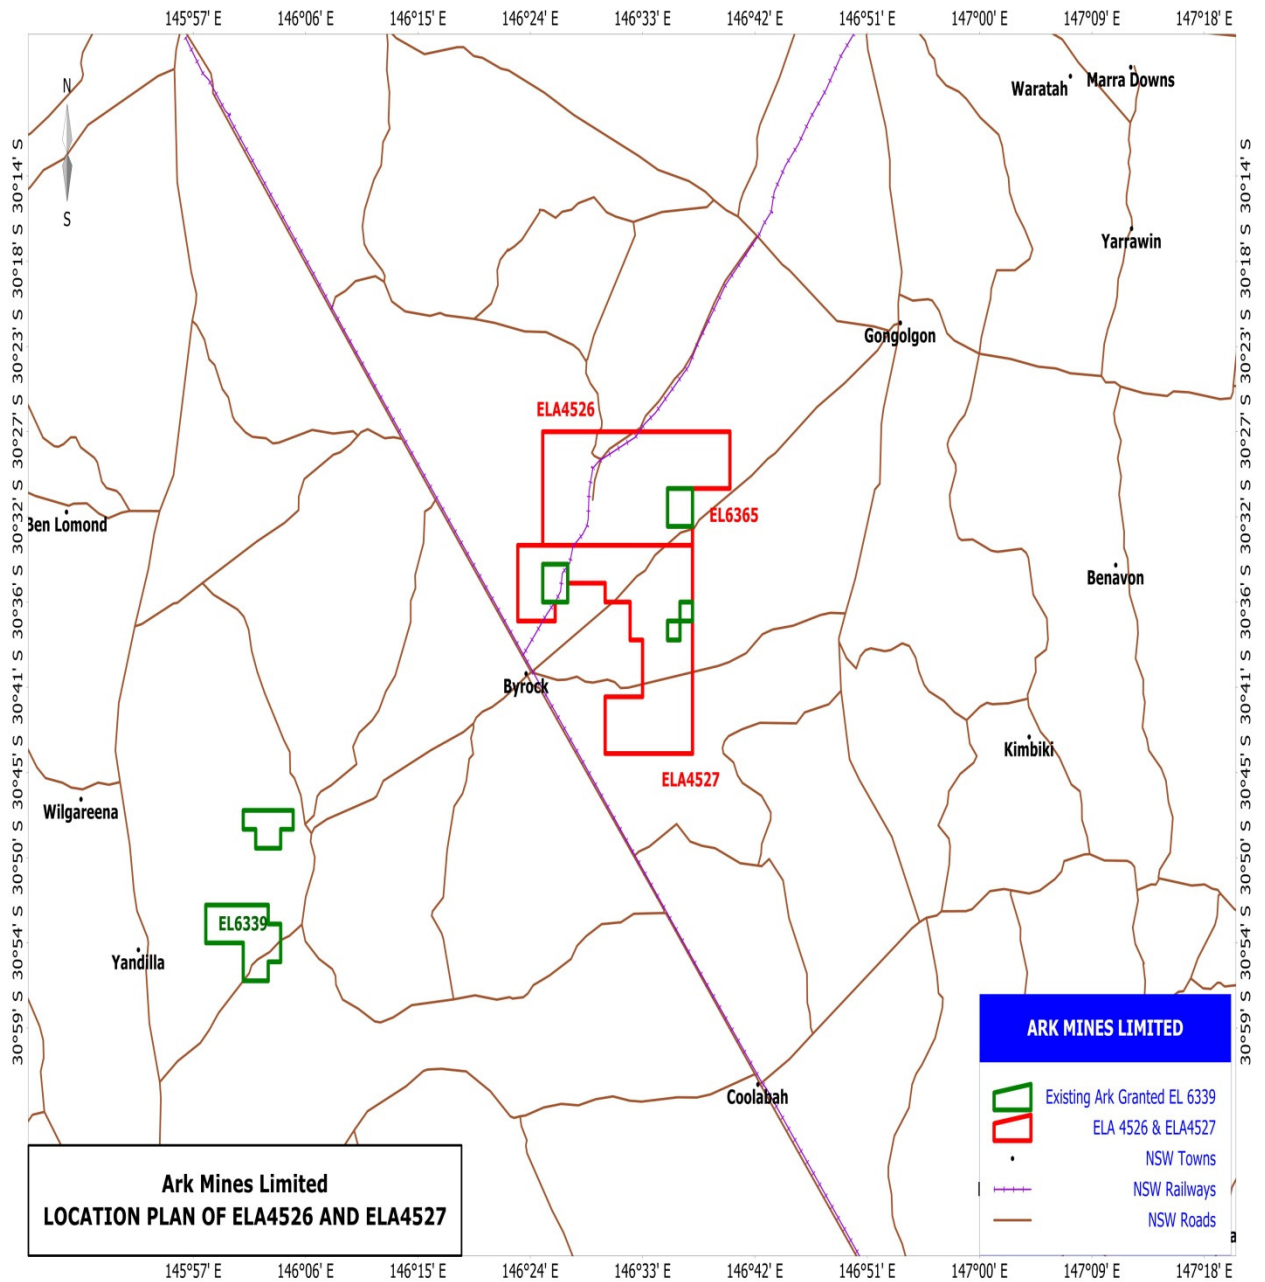 145°57' E 146°06' E 146°15' E 146°24' E 146°33' E 146°42' E 146°51' E 147°00' E 147°09' E 147°18' E
N
S
Waratah
Marra Downs
30°14' S 30°14' S
Yarrawin
30°18' S 30°18' S
Gongolgon
30°23' S 30°23' S
ELA4526
30°27' S 30°27' S
EL6365
Ben Lomond
30°32' S 30°32' S
Benavon
30°36' S 30°36' S
Byrock
30°41' S 30°41' S
Kimbiki
ELA4527
30°45' S 30°45' S
Wilgareena
30°50' S 30°50' S
EL6339
30°54' S 30°54' S
Yandilla
30°59' S 30°59' S
Coolabah
ARK MINES LIMITED
Existing Ark Granted EL 6339
ELA 4526 & ELA4527
NSW Towns
NSW Railways
NSW Roads
Ark Mines Limited
LOCATION PLAN OF ELA4526 AND ELA4527
145°57' E 146°06' E 146°15' E 146°24' E 146°33' E 146°42' E 146°51' E 147°00' E 147°09' E 147°18' E